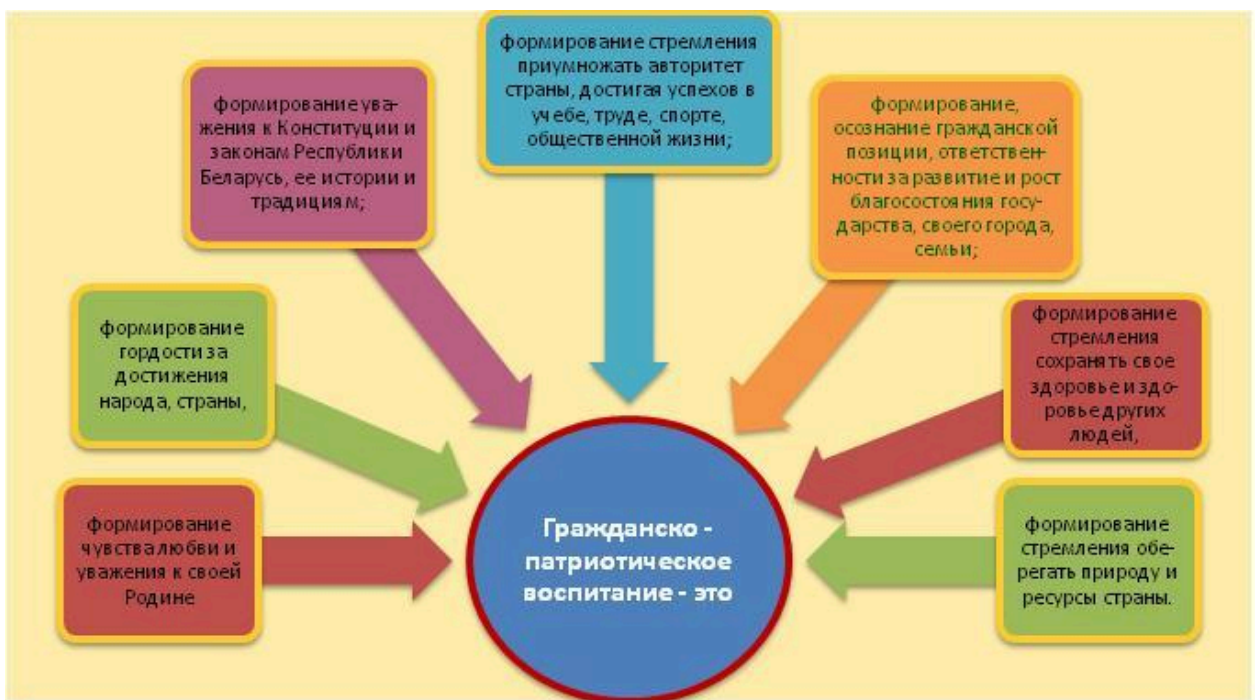 формирование стремления
приумножать авторитет
страны, достигая успехов в
учебе, труде, спорте,
общественной жизни;
формирование ува-
жения к Конституции и
законам Республики
Беларусь, ее истории и
традициям;
формирование,
осознание гражданской
позиции, ответствен-
ности за развитие и рост
благосостояния госу-
дарства, своего города,
семьи;
формирование
гордости за
достижения
народа, страны,
формирование
стремления
сохранять свое
здоровье и здо-
ровье других
людей,
формирование
чувства любви и
уважения к своей
Родине
Гражданско -
патриотическое
воспитание - это
формирование
стремления обе-
регать природу и
ресурсы страны.